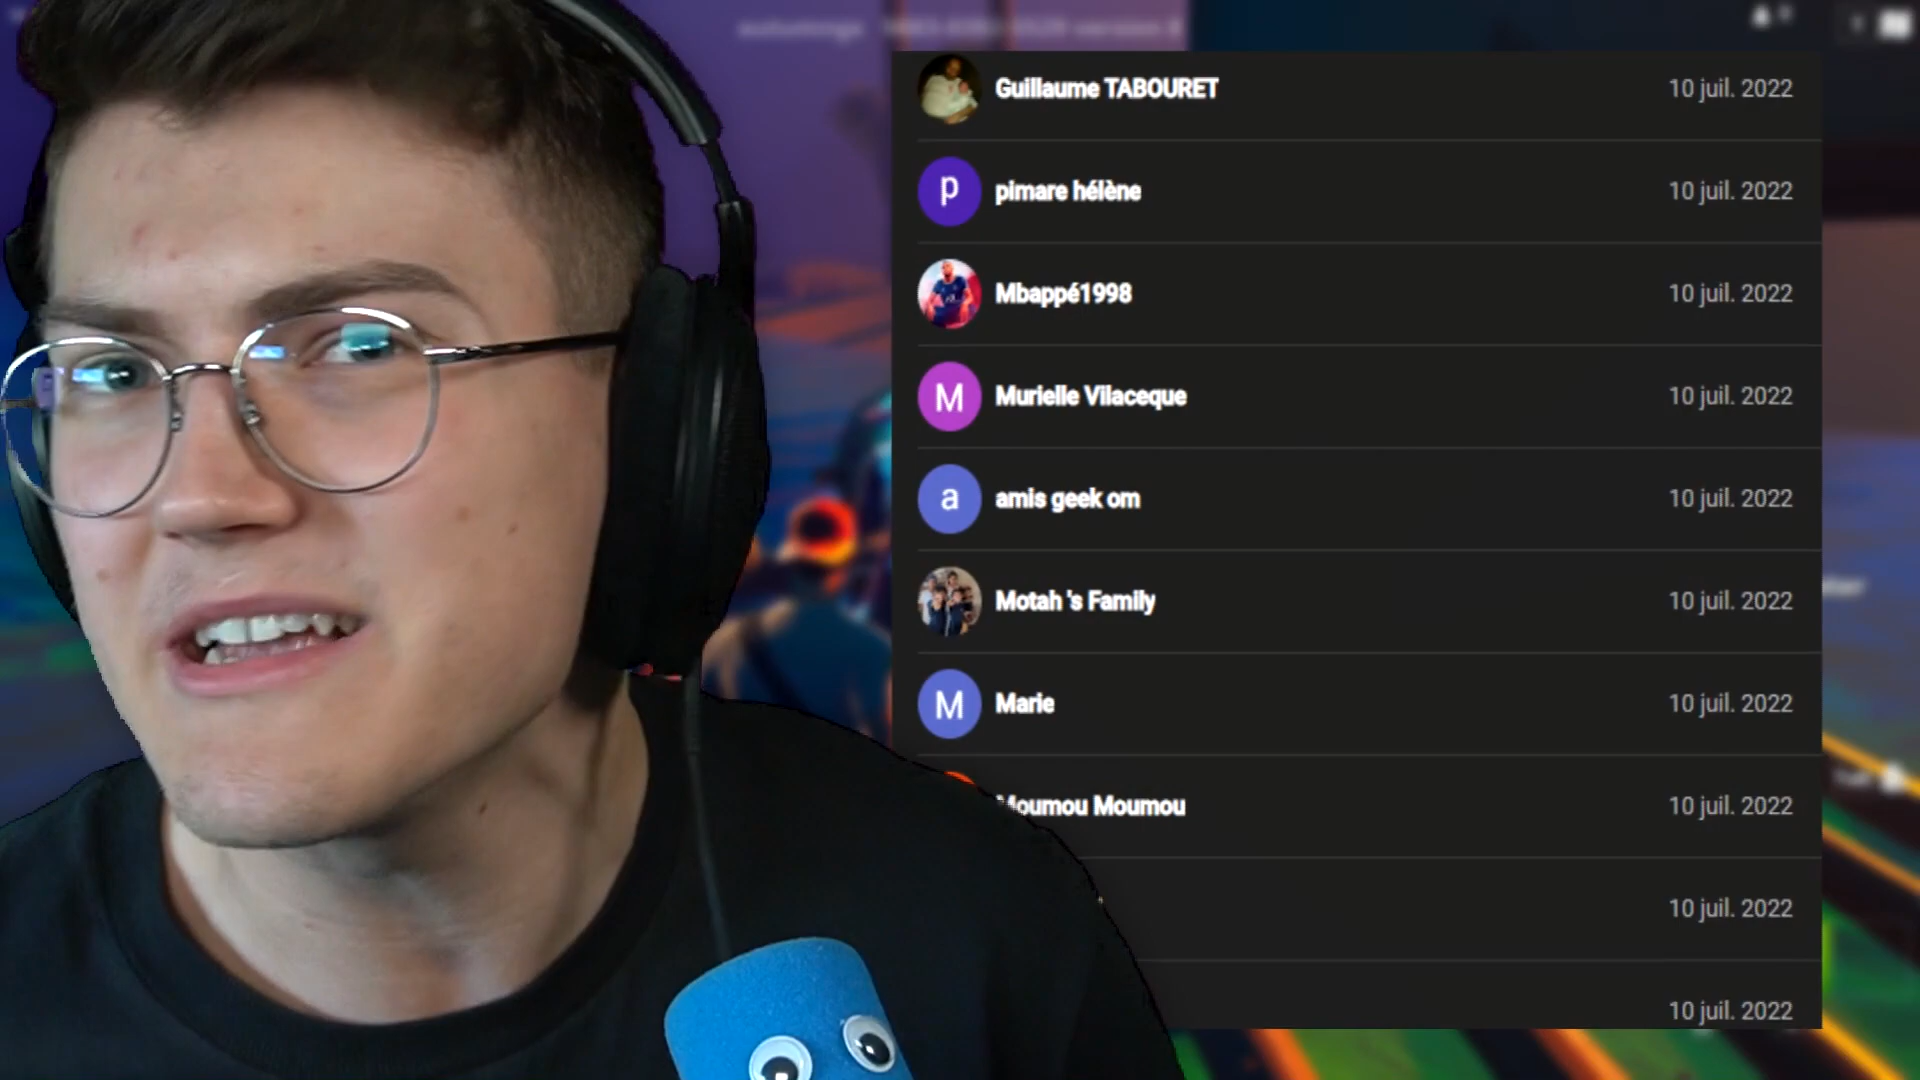 Guillaume TABOURET 10 juil. 2022
p pimare hélène 10 juil. 2022
Mbappé1998 10 juil. 2022
M Murielle Vilaceque 10 juil. 2022
a amis geek om 10 juil. 2022
Motah 's Family 10 juil. 2022
M Marie 10 juil. 2022
Moumou Moumou 10 juil. 2022
10 juil. 2022
10 juil. 2022